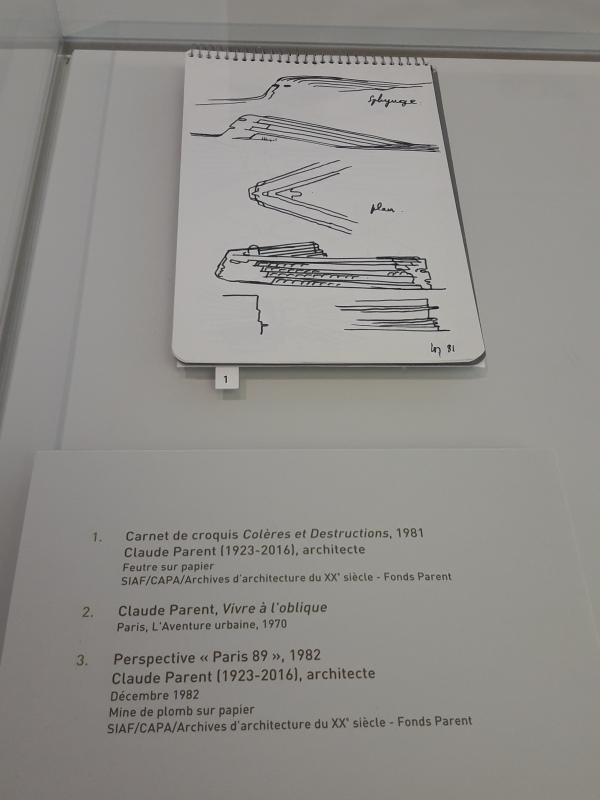 Sphynge
plan.
81
1
1. Carnet de croquis Colères et Destructions, 1981
Claude Parent (1923-2016), architecte
Feutre sur papier
SIAF/CAPA/Archives d'architecture du XXe siècle - Fonds Parent
2. Claude Parent, Vivre à l'oblique
Paris, L'Aventure urbaine, 1970
3. Perspective « Paris 89 », 1982
Claude Parent (1923-2016), architecte
Décembre 1982
Mine de plomb sur papier
SIAF/CAPA/Archives d'architecture du XXe siècle - Fonds Parent